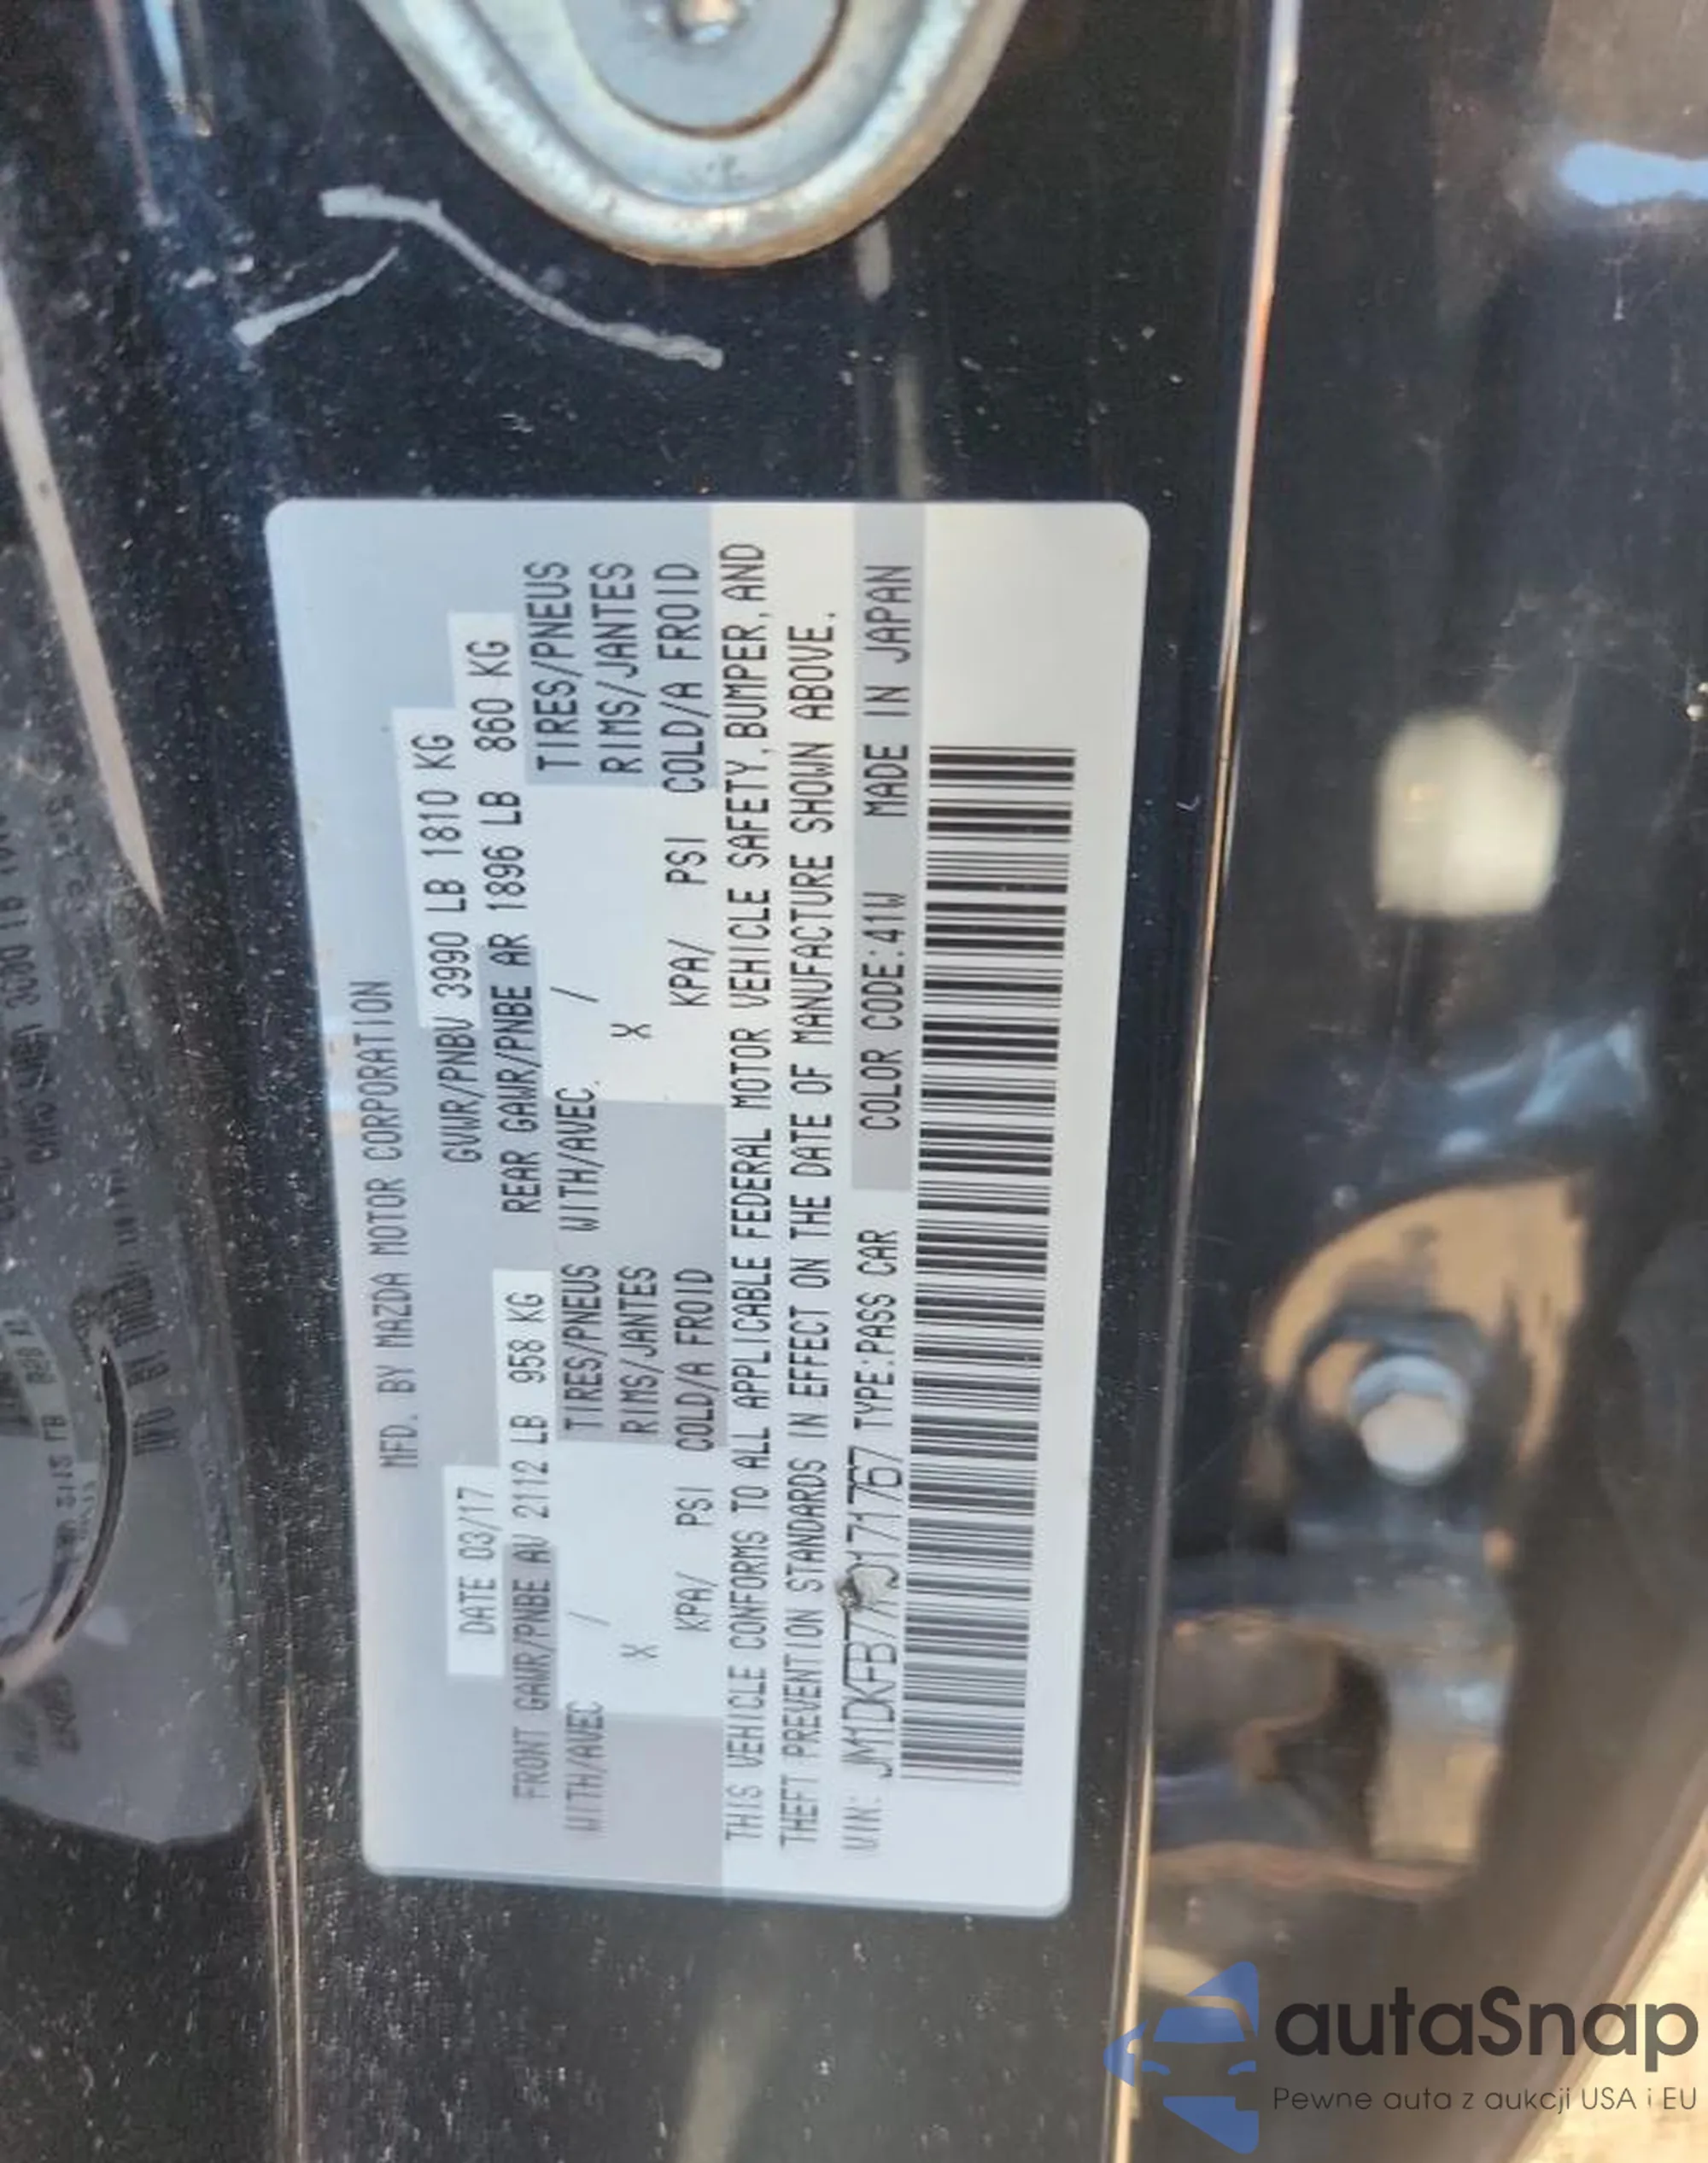 MFD. BY MAZDA MOTOR CORPORATION
DATE 03/17 GVWR/PNBV 3990 LB 1810 KG
FRONT GAWR/PNBE AV 2112 LB 958 KG REAR GAWR/PNBE AR 1896 LB 860 KG
WITH/AVEC / TIRES/PNEUS WITH/AVEC / TIRES/PNEUS
X RIMS/JANTES X RIMS/JANTES
KPA/ PSI COLD/A FROID KPA/ PSI COLD/A FROID
THIS VEHICLE CONFORMS TO ALL APPLICABLE FEDERAL MOTOR VEHICLE SAFETY,BUMPER,AND
THEFT PREVENTION STANDARDS IN EFFECT ON THE DATE OF MANUFACTURE SHOWN ABOVE.
VIN: TYPE:PASS CAR COLOR CODE:41W MADE IN JAPAN
autaSnap
Pewne auta z aukcji USA i EU